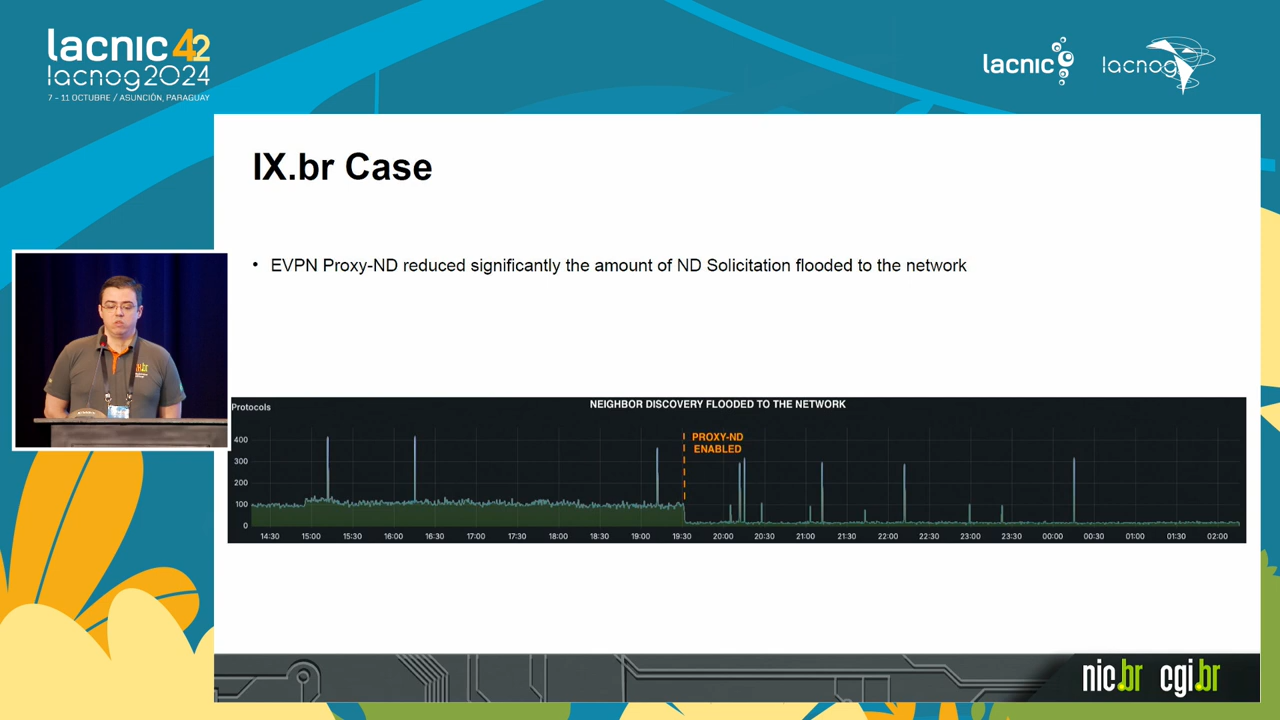 lacnic 42
lacnog2024
7 - 11 OCTUBRE / ASUNCIÓN, PARAGUAY
lacnic
lacnog
IX.br Case
• EVPN Proxy-ND reduced significantly the amount of ND Solicitation flooded to the network
NEIGHBOR DISCOVERY FLOODED TO THE NETWORK
Protocols
PROXY-ND
ENABLED
400
300
200
100
0
14:30 15:00 15:30 16:00 16:30 17:00 17:30 18:00 18:30 19:00 19:30 20:00 20:30 21:00 21:30 22:00 22:30 23:00 23:30 00:00 00:30 01:00 01:30 02:00
nic.br cgi.br